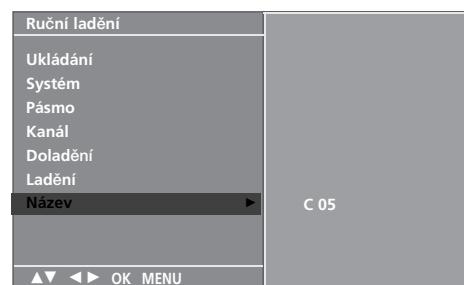 Ruční ladění
Ukládání
Systém
Pásmo
Kanál
Doladění
Ladění
Název ► C 05
▲▼ ◄► OK MENU